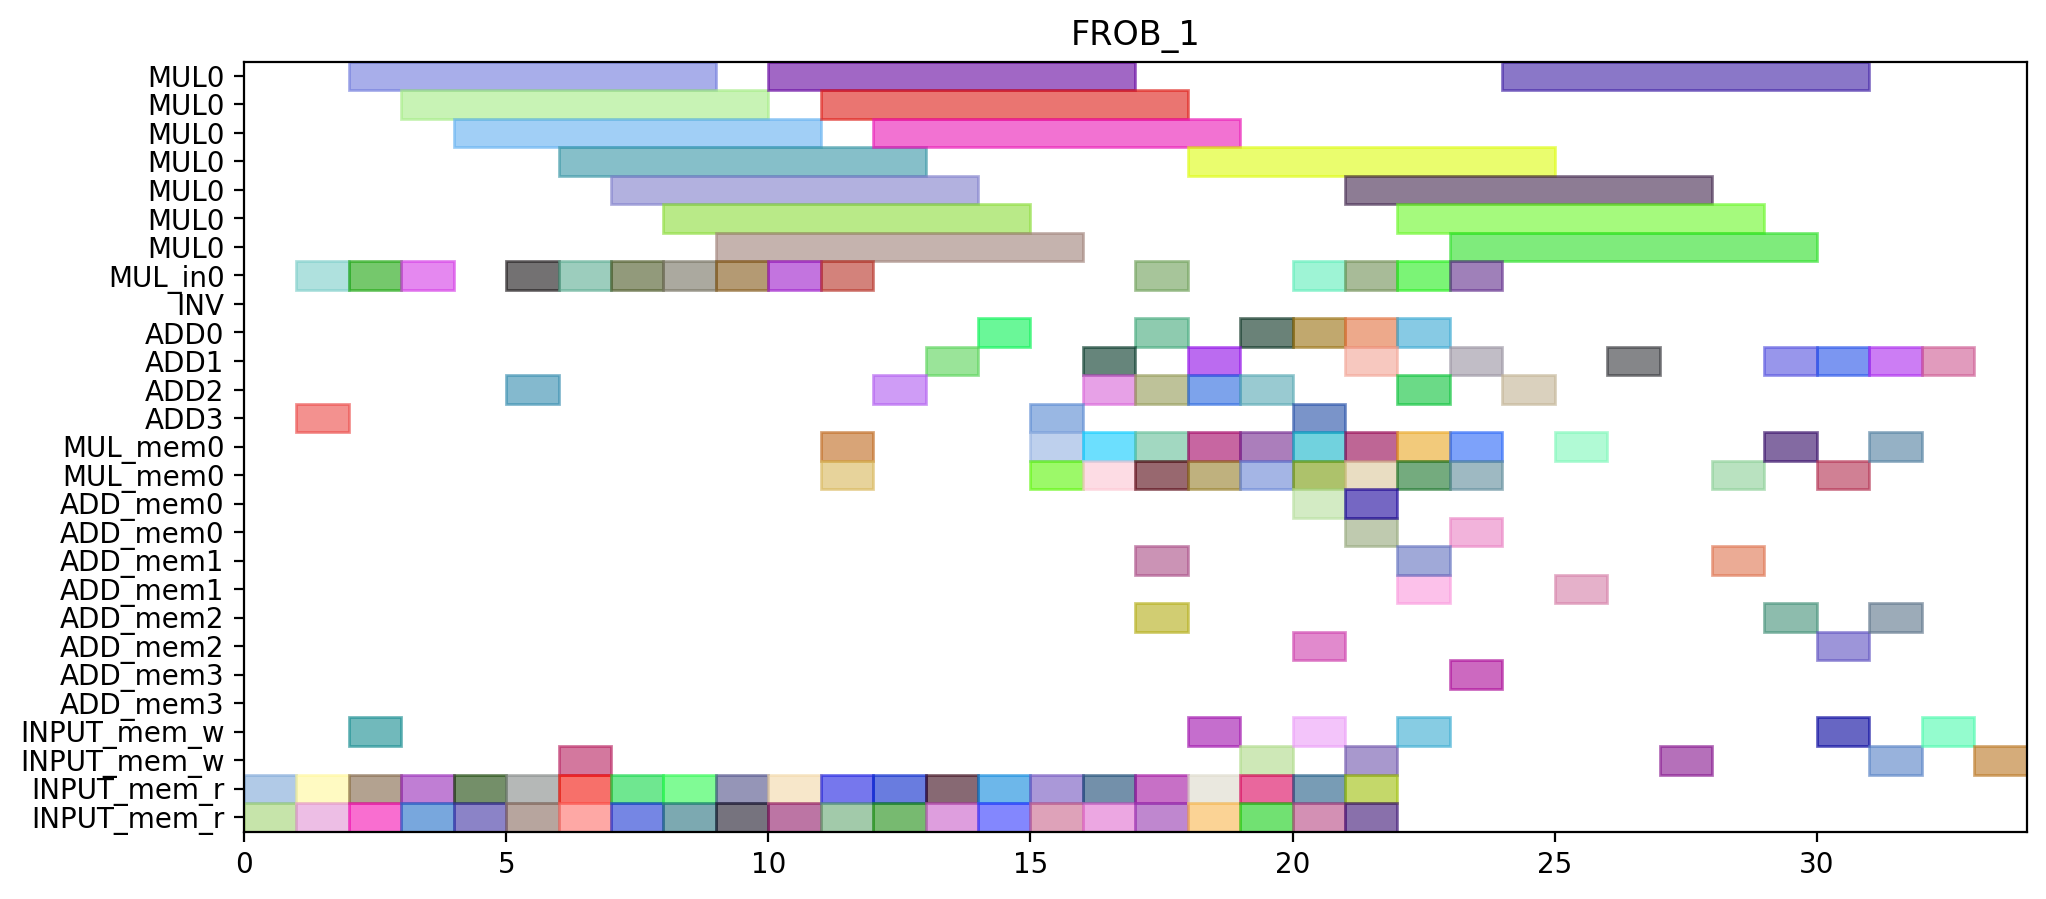 FROB_1
MUL0
MUL0
MUL0
MUL0
MUL0
MUL0
MUL0
MUL_in0
INV
ADD0
ADD1
ADD2
ADD3
MUL_mem0
MUL_mem0
ADD_mem0
ADD_mem0
ADD_mem1
ADD_mem1
ADD_mem2
ADD_mem2
ADD_mem3
ADD_mem3
INPUT_mem_w
INPUT_mem_w
INPUT_mem_r
INPUT_mem_r
0 5 10 15 20 25 30